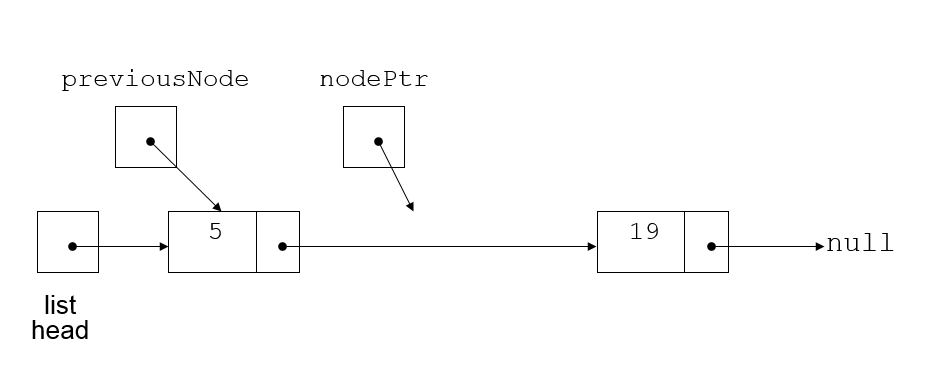 previousNode nodePtr
5 19 null
list
head